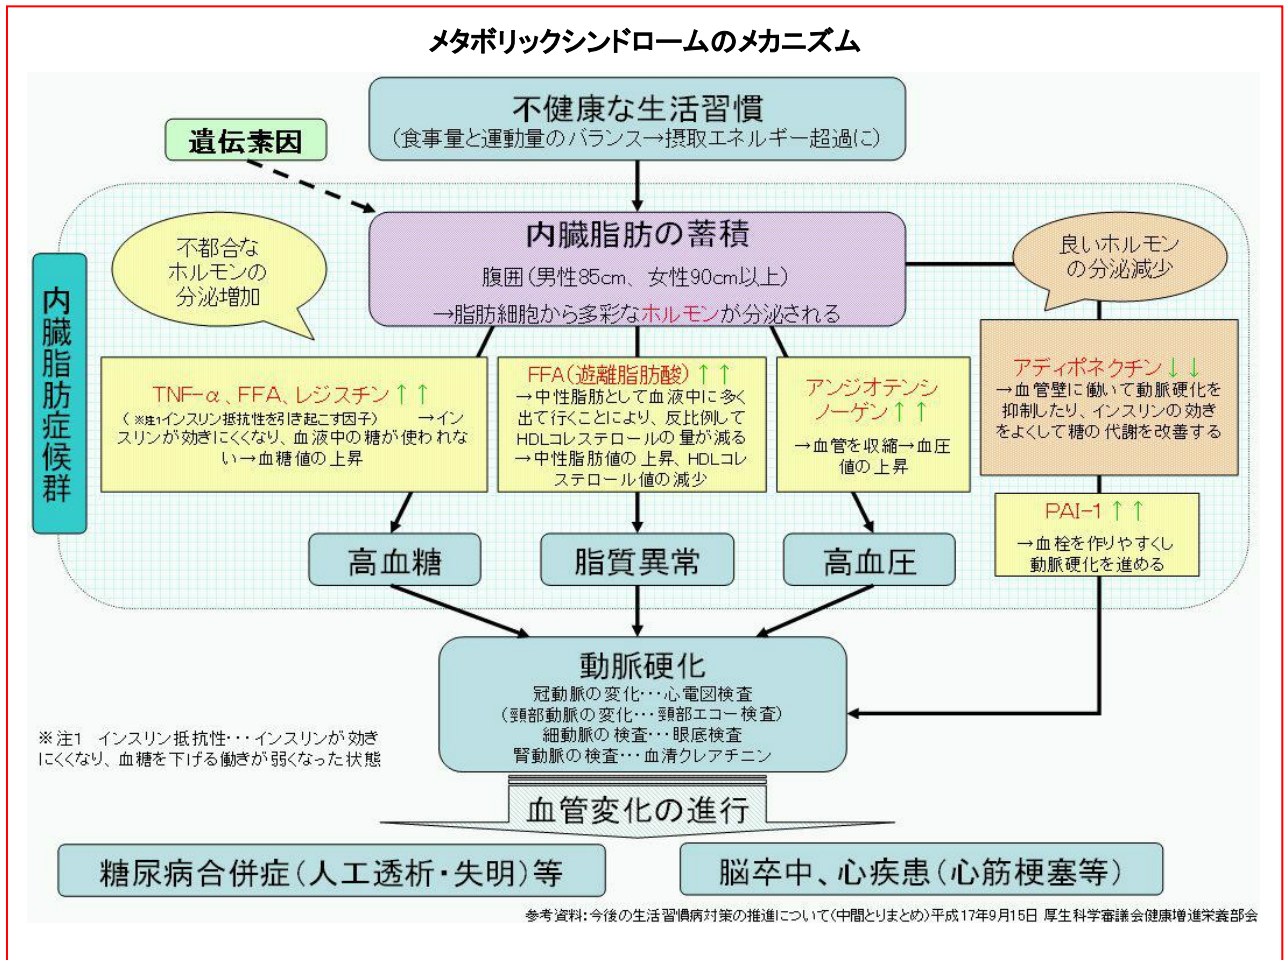 メタボリックシンドロームのメカニズム
不健康な生活習慣
(食事量と運動量のバランス→摂取エネルギー超過に)
遺伝素因
内臓脂肪の蓄積
腹囲(男性85cm、女性90cm以上)
→脂肪細胞から多彩なホルモンが分泌される
不都合な
ホルモンの
分泌増加
良いホルモン
の分泌減少
内臓脂肪症候群
TNF-α、FFA、レジスチン↑↑
(※注1インスリン抵抗性を引き起こす因子) →イン
スリンが効きにくくなり、血液中の糖が使われな
い→血糖値の上昇
FFA(遊離脂肪酸)↑↑
→中性脂肪として血液中に多く
出て行くことにより、反比例して
HDLコレステロールの量が減る
→中性脂肪値の上昇、HDLコレ
ステロール値の減少
アンジオテンシ
ノーゲン↑↑
→血管を収縮→血圧
値の上昇
アディポネクチン↓↓
→血管壁に働いて動脈硬化を
抑制したり、インスリンの効き
をよくして糖の代謝を改善する
PAI-1↑↑
→血栓を作りやすくし
動脈硬化を進める
高血糖
脂質異常
高血圧
動脈硬化
冠動脈の変化･･･心電図検査
(頸部動脈の変化･･･頸部エコー検査)
細動脈の検査･･･眼底検査
腎動脈の検査･･･血清クレアチニン
※注1 インスリン抵抗性･･･インスリンが効き
にくくなり、血糖を下げる働きが弱くなった状態
血管変化の進行
糖尿病合併症(人工透析・失明)等
脳卒中、心疾患(心筋梗塞等)
参考資料:今後の生活習慣病対策の推進について(中間とりまとめ)平成17年9月15日 厚生科学審議会健康増進栄養部会